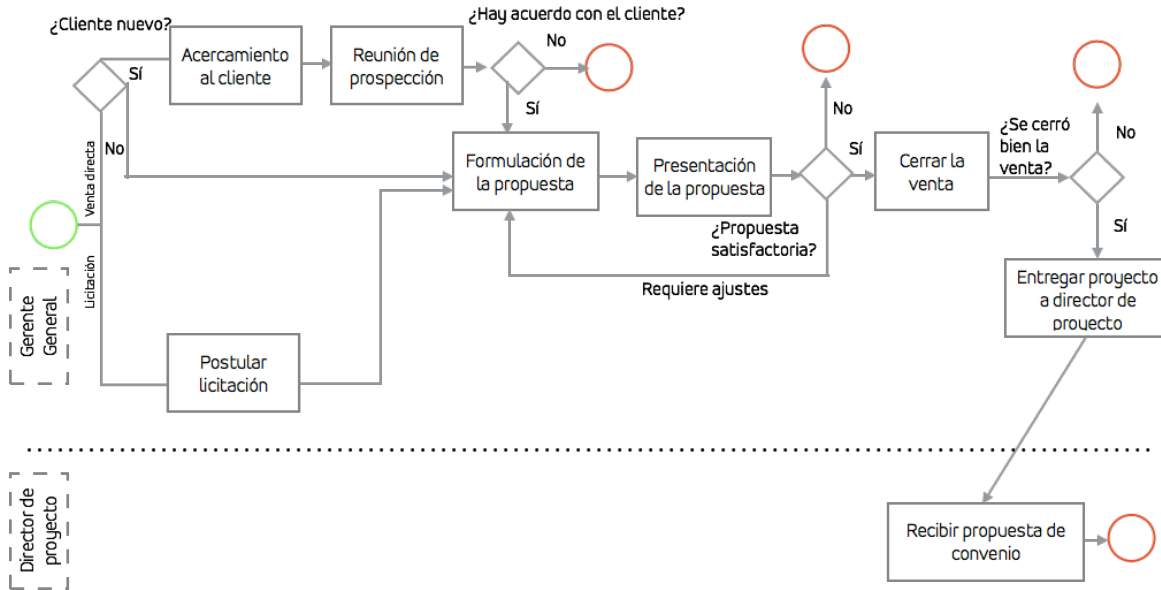 ¿Cliente nuevo?
Sí
Acercamiento
al cliente
Reunión de
prospección
¿Hay acuerdo con el cliente?
No
Sí
Venta directa
No
Formulación de
la propuesta
Presentación
de la propuesta
¿Propuesta
satisfactoria?
No
Sí
Requiere ajustes
Cerrar la
venta
¿Se cerró
bien la
venta?
No
Sí
Entregar proyecto
a director de
proyecto
Licitación
Postular
licitación
Gerente
General
Director de
proyecto
Recibir propuesta de
convenio